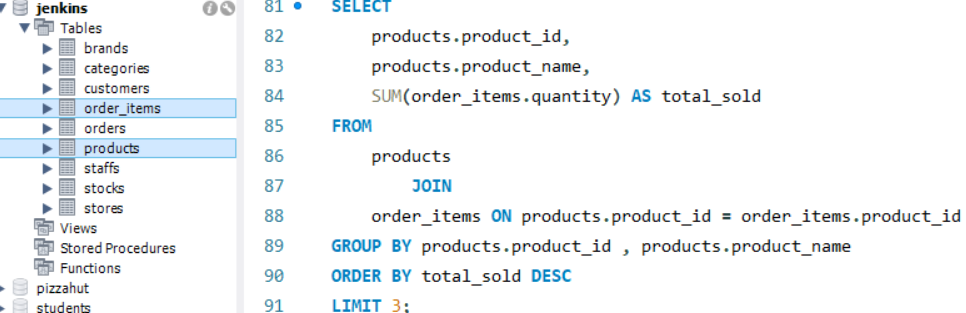 jenkins
Tables
brands
categories
customers
order_items
orders
products
staffs
stocks
stores
Views
Stored Procedures
Functions
pizzahut
students
81 SELECT
82 products.product_id,
83 products.product_name,
84 SUM(order_items.quantity) AS total_sold
85 FROM
86 products
87 JOIN
88 order_items ON products.product_id = order_items.product_id
89 GROUP BY products.product_id , products.product_name
90 ORDER BY total_sold DESC
91 LIMIT 3;